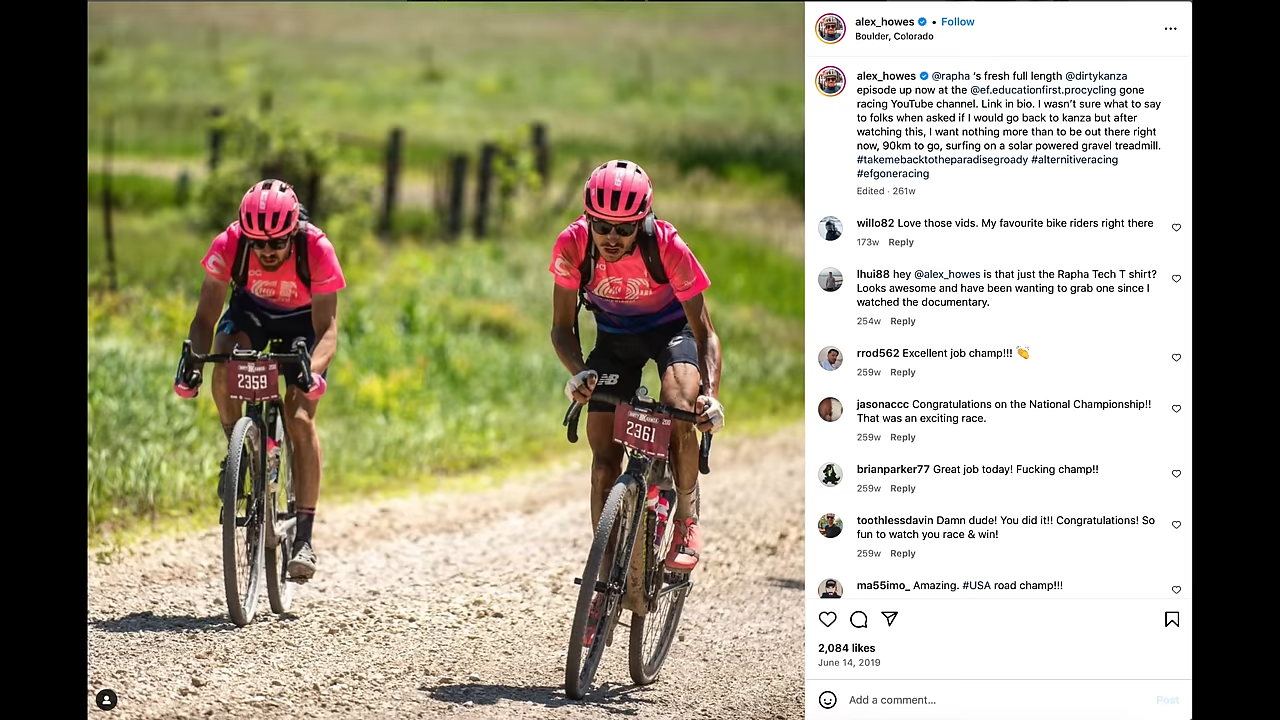 alex_howes • Follow
Boulder, Colorado
alex_howes @rapha ‘s fresh full length @dirtykanza
episode up now at the @ef.educationfirst.procycling gone
racing YouTube channel. Link in bio. I wasn’t sure what to say
to folks when asked if I would go back to kanza but after
watching this, I want nothing more than to be out there right
now, 90km to go, surfing on a solar powered gravel treadmill.
#takemebacktotheparadisegroady #alternitiveracing
#efgoneracing
Edited · 261w
willo82 Love those vids. My favourite bike riders right there
173w Reply
lhui88 hey @alex_howes is that just the Rapha Tech T shirt?
Looks awesome and have been wanting to grab one since I
watched the documentary.
254w Reply
rrod562 Excellent job champ!!! 👏
259w Reply
jasonaccc Congratulations on the National Championship!!
That was an exciting race.
259w Reply
brianparker77 Great job today! Fucking champ!!
259w Reply
toothlessdavin Damn dude! You did it!! Congratulations! So
fun to watch you race & win!
259w Reply
ma55imo_ Amazing. #USA road champ!!!
2,084 likes
June 14, 2019
Add a comment...
Post
2359
200
2361
NB